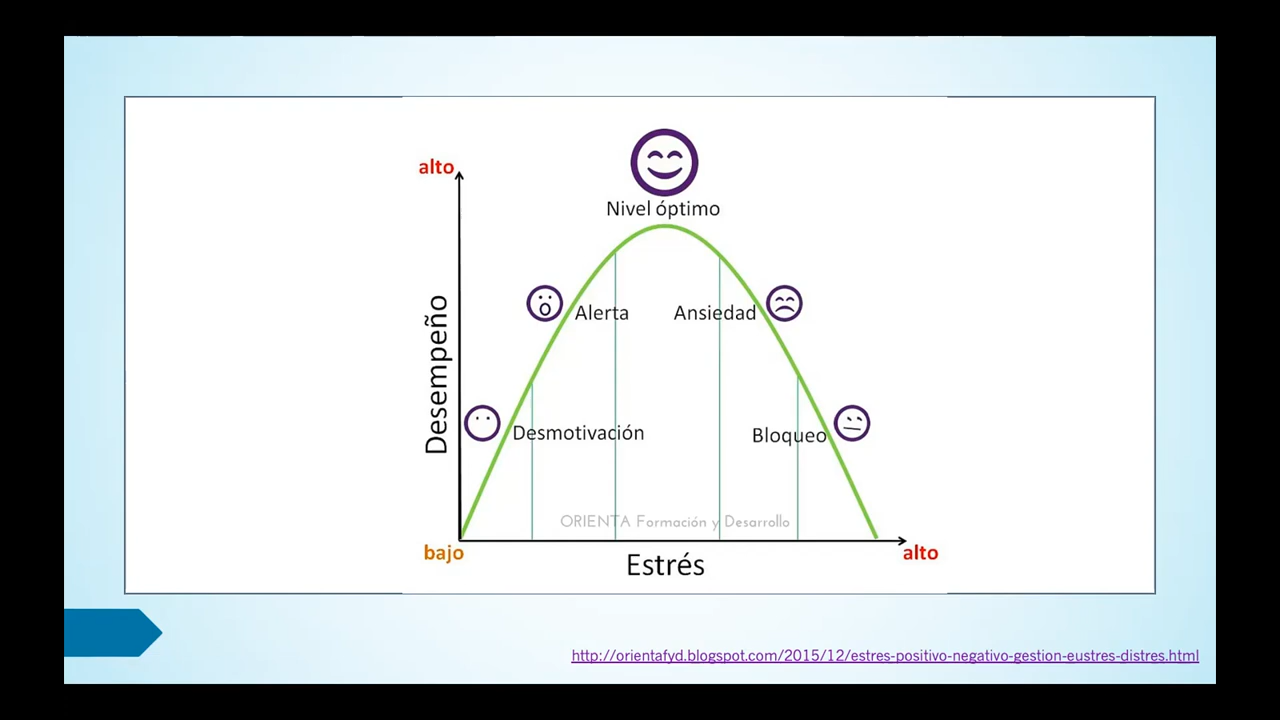 alto
Nivel óptimo
Alerta
Ansiedad
Desempeño
Desmotivación
Bloqueo
ORIENTA Formación y Desarrollo
bajo
alto
Estrés
http://orientafyd.blogspot.com/2015/12/estres-positivo-negativo-gestion-eustres-distres.html